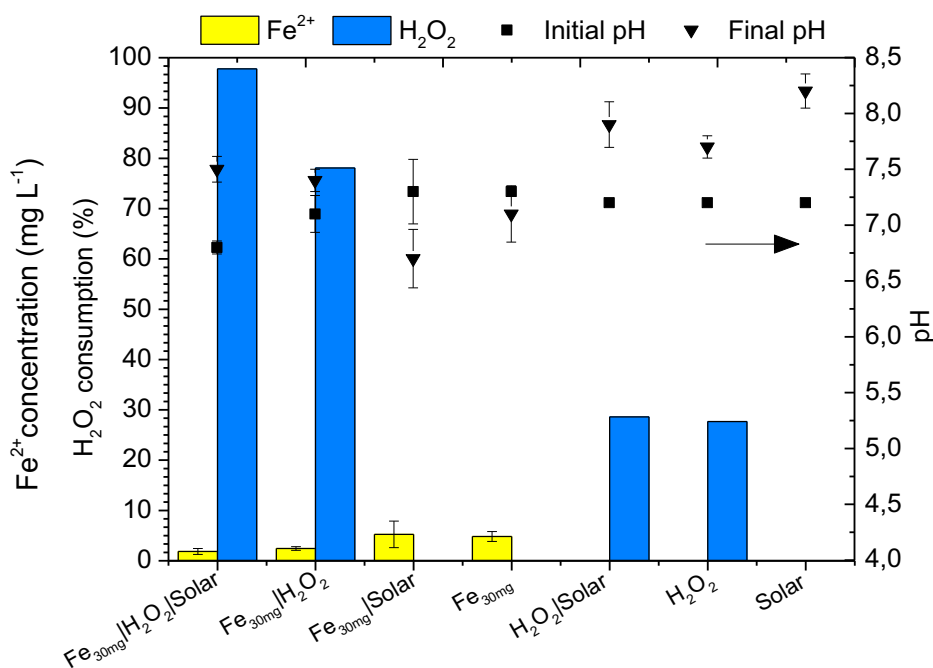 Fe²⁺ H₂O₂ Initial pH Final pH
Fe²⁺ concentration (mg L⁻¹)
H₂O₂ consumption (%)
100
90
80
70
60
50
40
30
20
10
0
8,5
8,0
7,5
7,0
6,5
6,0
5,5
5,0
4,5
4,0
pH
Fe₃₀mg|H₂O₂|Solar
Fe₃₀mg|H₂O₂
Fe₃₀mg|Solar
Fe₃₀mg
H₂O₂|Solar
H₂O₂
Solar